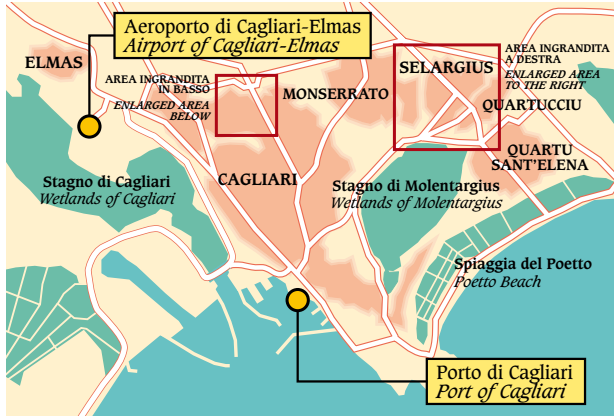 Aeroporto di Cagliari-Elmas
Airport of Cagliari-Elmas
ELMAS
AREA INGRANDITA
IN BASSO
ENLARGED AREA
BELOW
MONSERRATO
SELARGIUS
AREA INGRANDITA
A DESTRA
ENLARGED AREA
TO THE RIGHT
QUARTUCCIU
QUARTU
SANT'ELENA
CAGLIARI
Stagno di Cagliari
Wetlands of Cagliari
Stagno di Molentargius
Wetlands of Molentargius
Spiaggia del Poetto
Poetto Beach
Porto di Cagliari
Port of Cagliari